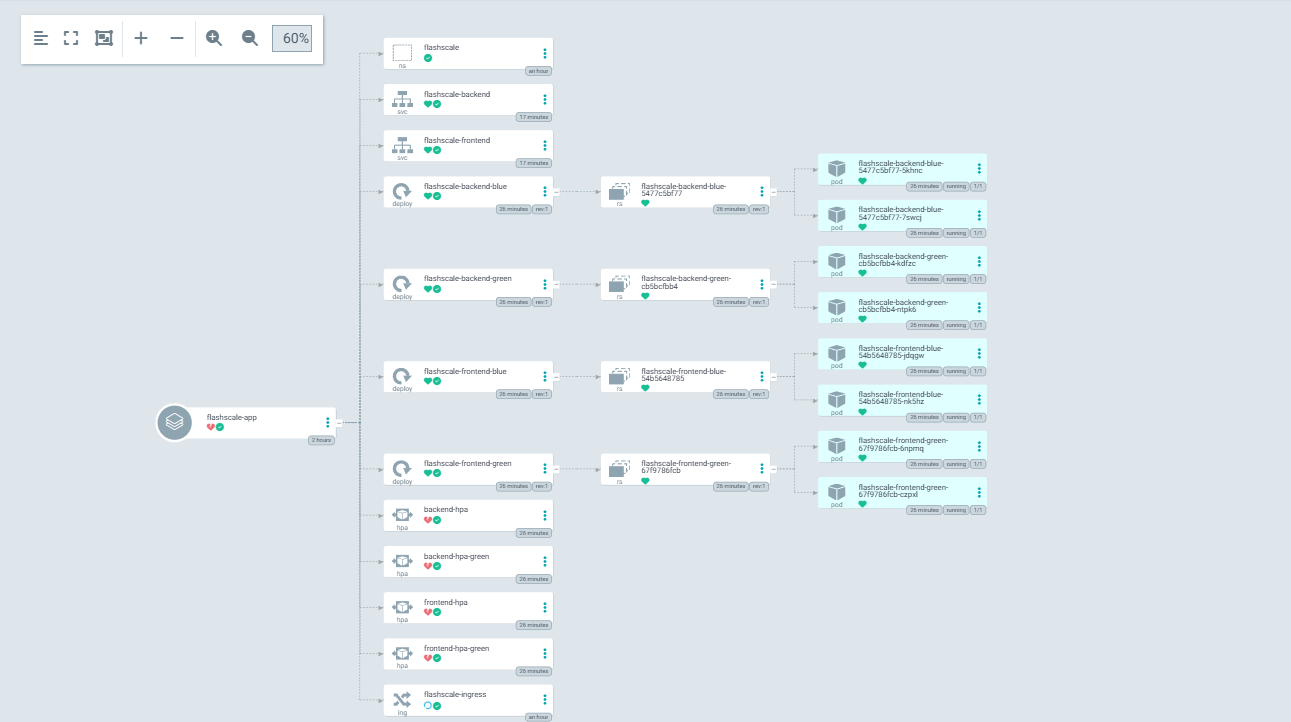 60%
flashscale
ns
an hour
flashscale-backend
svc
17 minutes
flashscale-frontend
svc
17 minutes
flashscale-backend-blue
deploy
26 minutes
rev:1
flashscale-backend-blue-
5477c5bf77
rs
26 minutes
rev:1
flashscale-backend-blue-
5477c5bf77-5khnc
pod
26 minutes
running
1/1
flashscale-backend-blue-
5477c5bf77-7swcj
pod
26 minutes
running
1/1
flashscale-backend-green
deploy
26 minutes
rev:1
flashscale-backend-green-
cb5bcfbb4
rs
26 minutes
rev:1
flashscale-backend-green-
cb5bcfbb4-kdfzc
pod
26 minutes
running
1/1
flashscale-backend-green-
cb5bcfbb4-ntpk6
pod
26 minutes
running
1/1
flashscale-frontend-blue
deploy
26 minutes
rev:1
flashscale-frontend-blue-
54b5648785
rs
26 minutes
rev:1
flashscale-frontend-blue-
54b5648785-jdqgw
pod
26 minutes
running
1/1
flashscale-frontend-blue-
54b5648785-nk5hz
pod
26 minutes
running
1/1
flashscale-app
2 hours
flashscale-frontend-green
deploy
26 minutes
rev:1
flashscale-frontend-green-
67f9786fcb
rs
26 minutes
rev:1
flashscale-frontend-green-
67f9786fcb-6npmq
pod
26 minutes
running
1/1
flashscale-frontend-green-
67f9786fcb-czpxl
pod
26 minutes
running
1/1
backend-hpa
hpa
26 minutes
backend-hpa-green
hpa
26 minutes
frontend-hpa
hpa
26 minutes
frontend-hpa-green
hpa
26 minutes
flashscale-ingress
ing
an hour